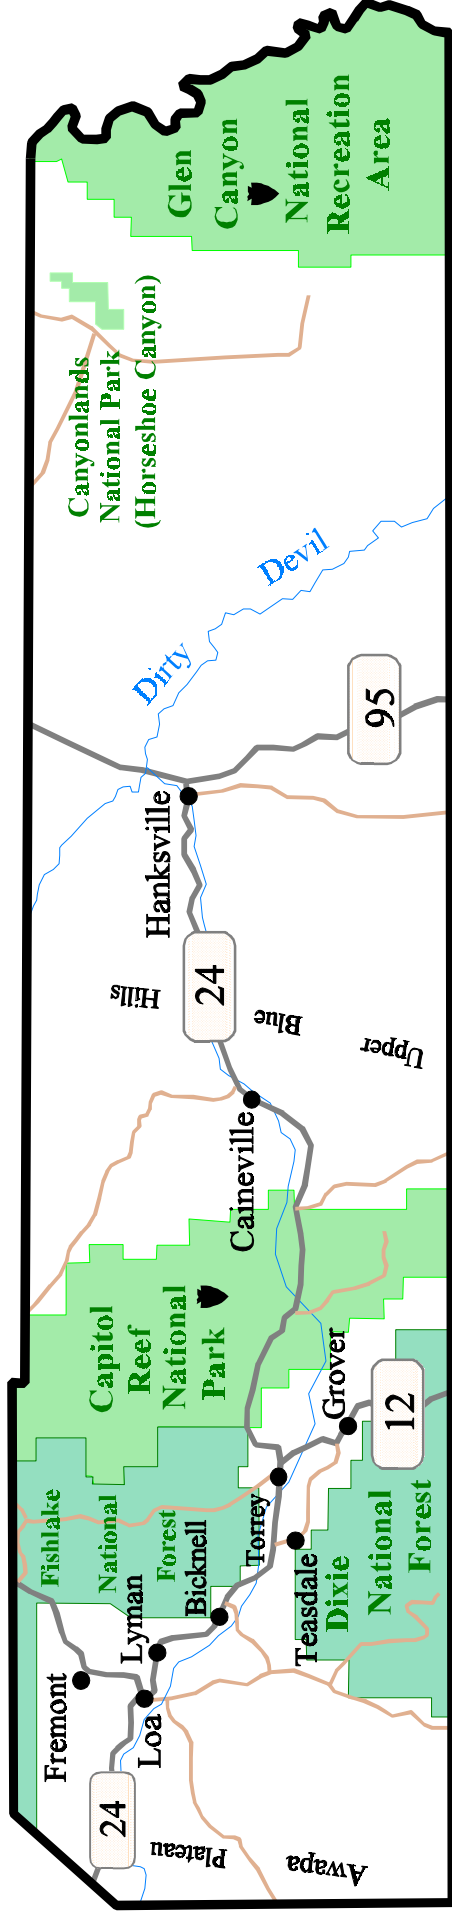 Fremont
Loa
Lyman
Bicknell
Torrey
Teasdale
Grover
Caineville
Hanksville
24
24
12
95
Fishlake
National
Forest
Dixie
National
Forest
Capitol
Reef
National
Park
Awapa
Plateau
Upper
Blue
Hills
Dirty
Devil
Canyonlands
National Park
(Horseshoe Canyon)
Glen
Canyon
National
Recreation
Area